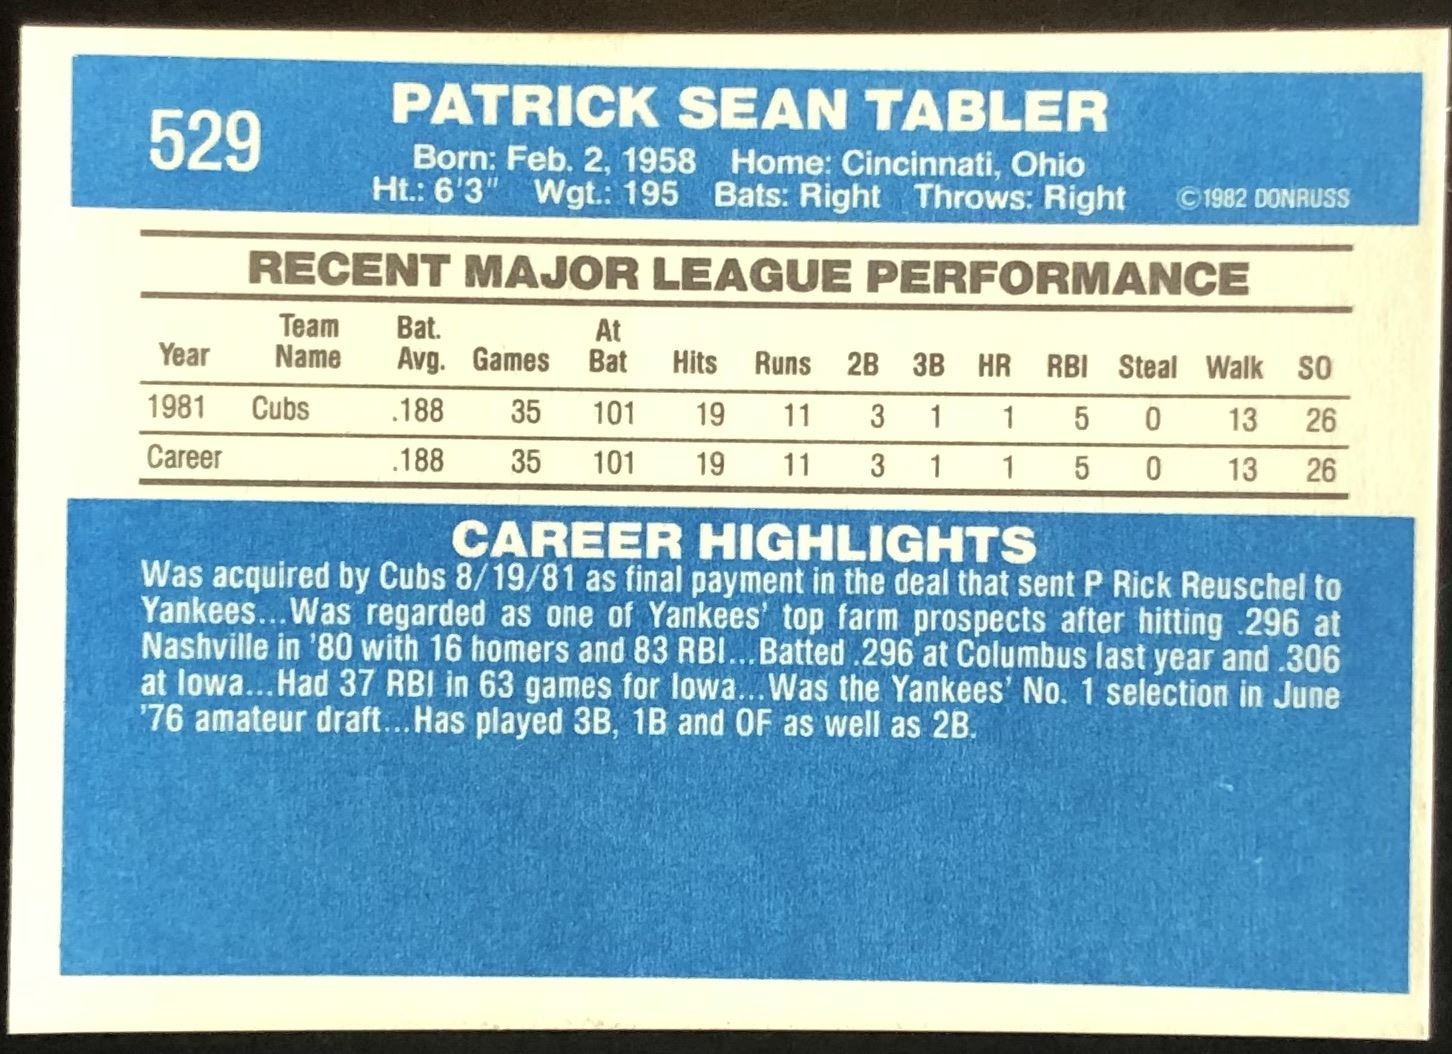 529
PATRICK SEAN TABLER
Born: Feb. 2, 1958 Home: Cincinnati, Ohio
Ht.: 6'3" Wgt.: 195 Bats: Right Throws: Right ©1982 DONRUSS
RECENT MAJOR LEAGUE PERFORMANCE
Year Team Name Bat. Avg. Games At Bat Hits Runs 2B 3B HR RBI Steal Walk SO
1981 Cubs .188 35 101 19 11 3 1 1 5 0 13 26
Career .188 35 101 19 11 3 1 1 5 0 13 26
CAREER HIGHLIGHTS
Was acquired by Cubs 8/19/81 as final payment in the deal that sent P Rick Reuschel to
Yankees...Was regarded as one of Yankees' top farm prospects after hitting .296 at
Nashville in '80 with 16 homers and 83 RBI...Batted .296 at Columbus last year and .306
at Iowa...Had 37 RBI in 63 games for Iowa...Was the Yankees' No. 1 selection in June
'76 amateur draft...Has played 3B, 1B and OF as well as 2B.